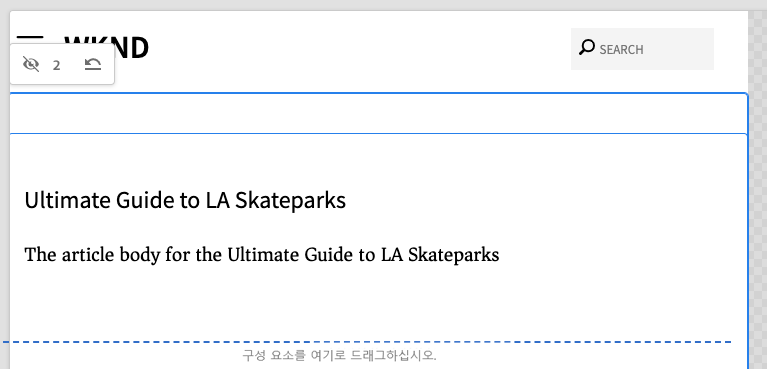 WKND
SEARCH
2
Ultimate Guide to LA Skateparks
The article body for the Ultimate Guide to LA Skateparks
구성 요소를 여기로 드래그하십시오.